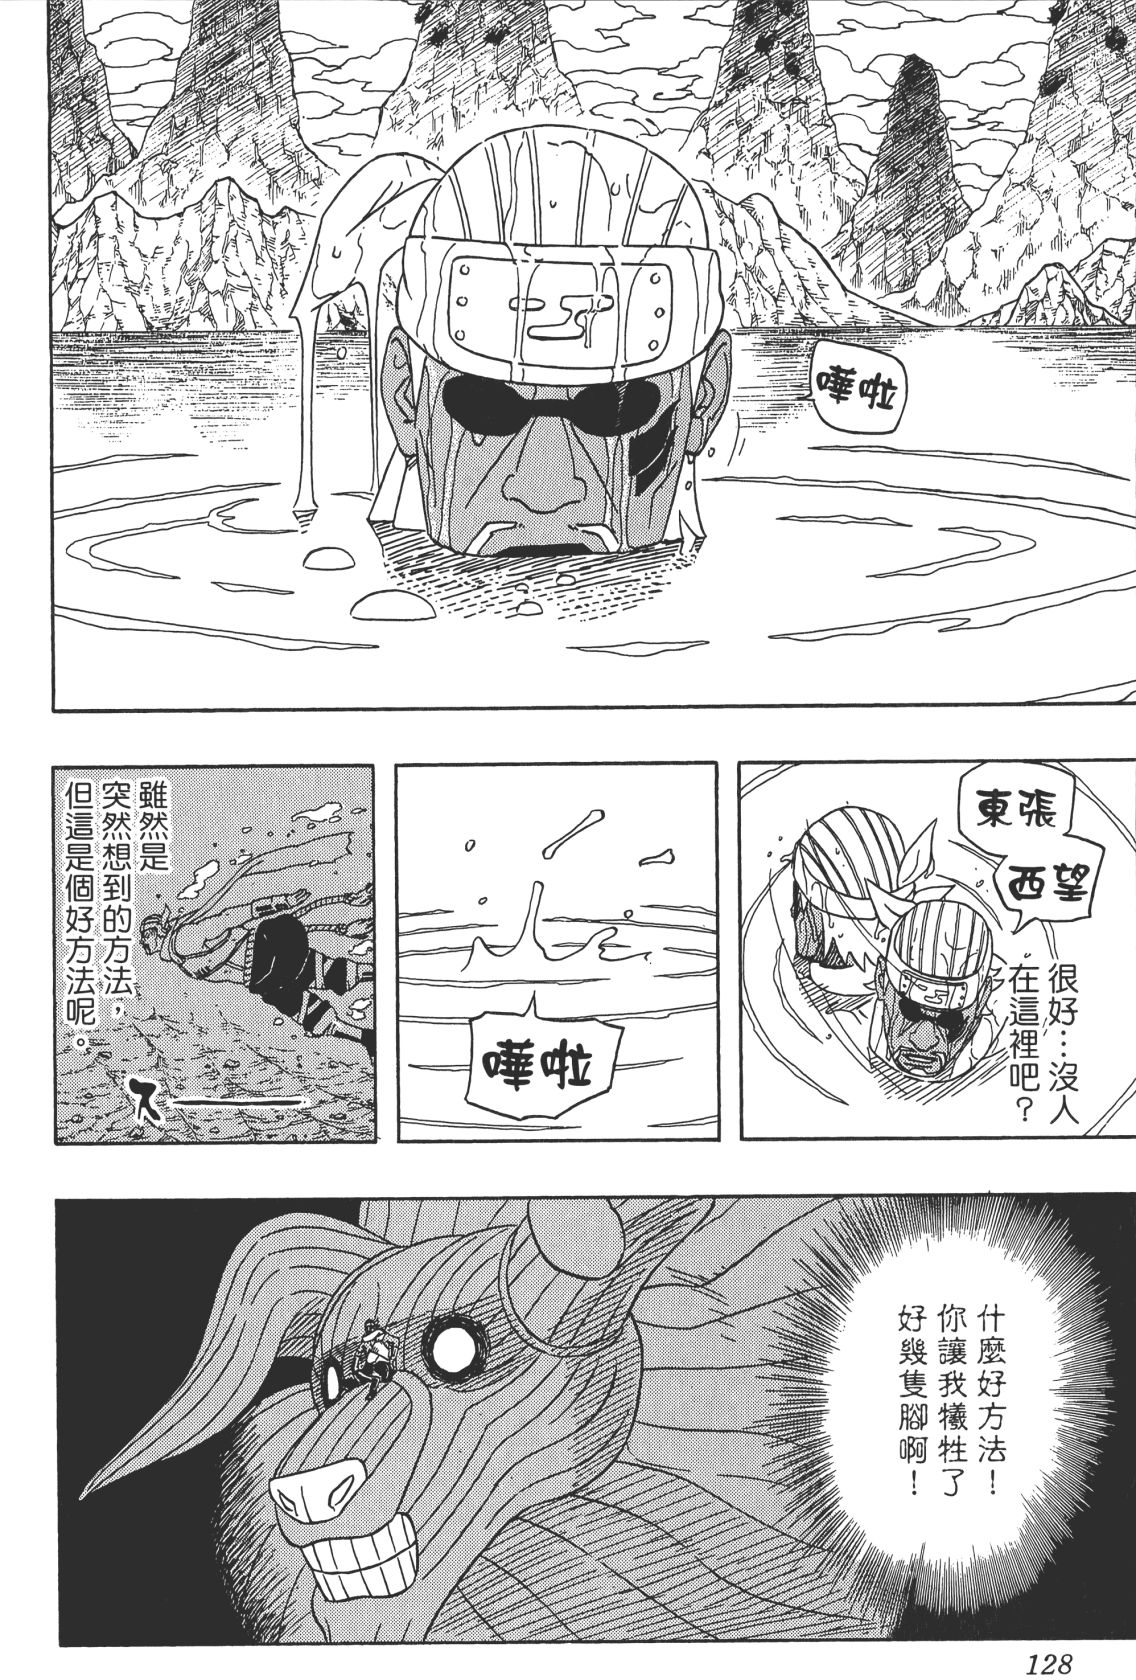 嘩啦
東張
西望
很好…沒人
在這裡吧？
嘩啦
雖然是
突然想到的方法，
但這是個好方法呢。
ス——
什麼好方法！
你讓我犧牲了
好幾隻腳啊！
128